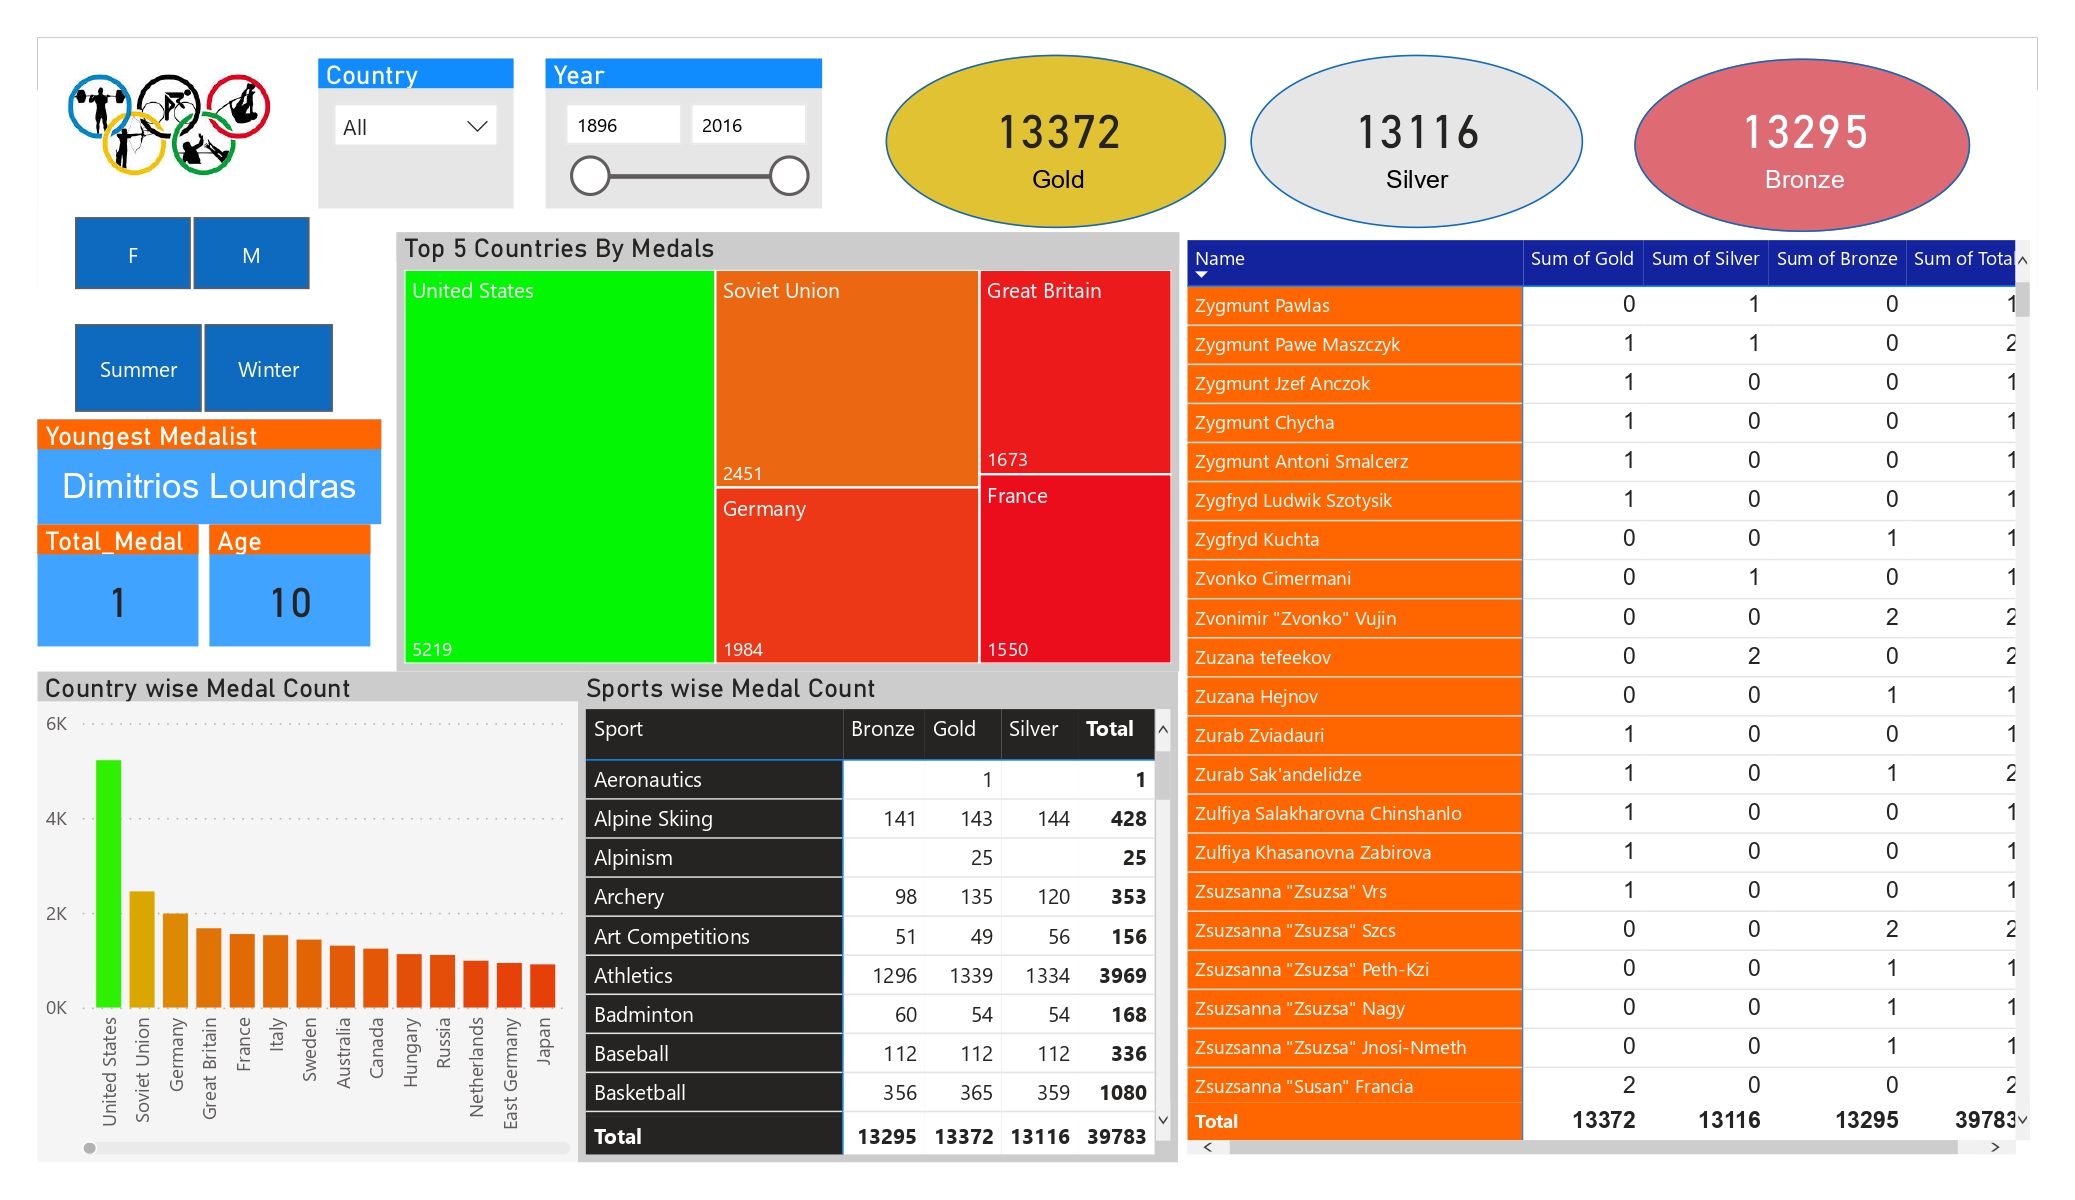 Country
All
Year
1896 2016
13372
Gold
13116
Silver
13295
Bronze
F M
Summer Winter
Youngest Medalist
Dimitrios Loundras
Total_Medal Age
1 10
Top 5 Countries By Medals
United States
5219
Soviet Union
2451
Germany
1984
Great Britain
1673
France
1550
Name Sum of Gold Sum of Silver Sum of Bronze Sum of Total
Zygmunt Pawlas 0 1 0 1
Zygmunt Pawe Maszczyk 1 1 0 2
Zygmunt Jzef Anczok 1 0 0 1
Zygmunt Chycha 1 0 0 1
Zygmunt Antoni Smalcerz 1 0 0 1
Zygfryd Ludwik Szotysik 1 0 0 1
Zygfryd Kuchta 0 0 1 1
Zvonko Cimermani 0 1 0 1
Zvonimir "Zvonko" Vujin 0 0 2 2
Zuzana tefeekov 0 2 0 2
Zuzana Hejnov 0 0 1 1
Zurab Zviadauri 1 0 0 1
Zurab Sak'andelidze 1 0 1 2
Zulfiya Salakharovna Chinshanlo 1 0 0 1
Zulfiya Khasanovna Zabirova 1 0 0 1
Zsuzsanna "Zsuzsa" Vrs 1 0 0 1
Zsuzsanna "Zsuzsa" Szcs 0 0 2 2
Zsuzsanna "Zsuzsa" Peth-Kzi 0 0 1 1
Zsuzsanna "Zsuzsa" Nagy 0 0 1 1
Zsuzsanna "Zsuzsa" Jnosi-Nmeth 0 0 1 1
Zsuzsanna "Susan" Francia 2 0 0 2
Total 13372 13116 13295 39783
Country wise Medal Count
6K
4K
2K
0K
United States
Soviet Union
Germany
Great Britain
France
Italy
Sweden
Australia
Canada
Hungary
Russia
Netherlands
East Germany
Japan
Sports wise Medal Count
Sport Bronze Gold Silver Total
Aeronautics 1 1
Alpine Skiing 141 143 144 428
Alpinism 25 25
Archery 98 135 120 353
Art Competitions 51 49 56 156
Athletics 1296 1339 1334 3969
Badminton 60 54 54 168
Baseball 112 112 112 336
Basketball 356 365 359 1080
Total 13295 13372 13116 39783